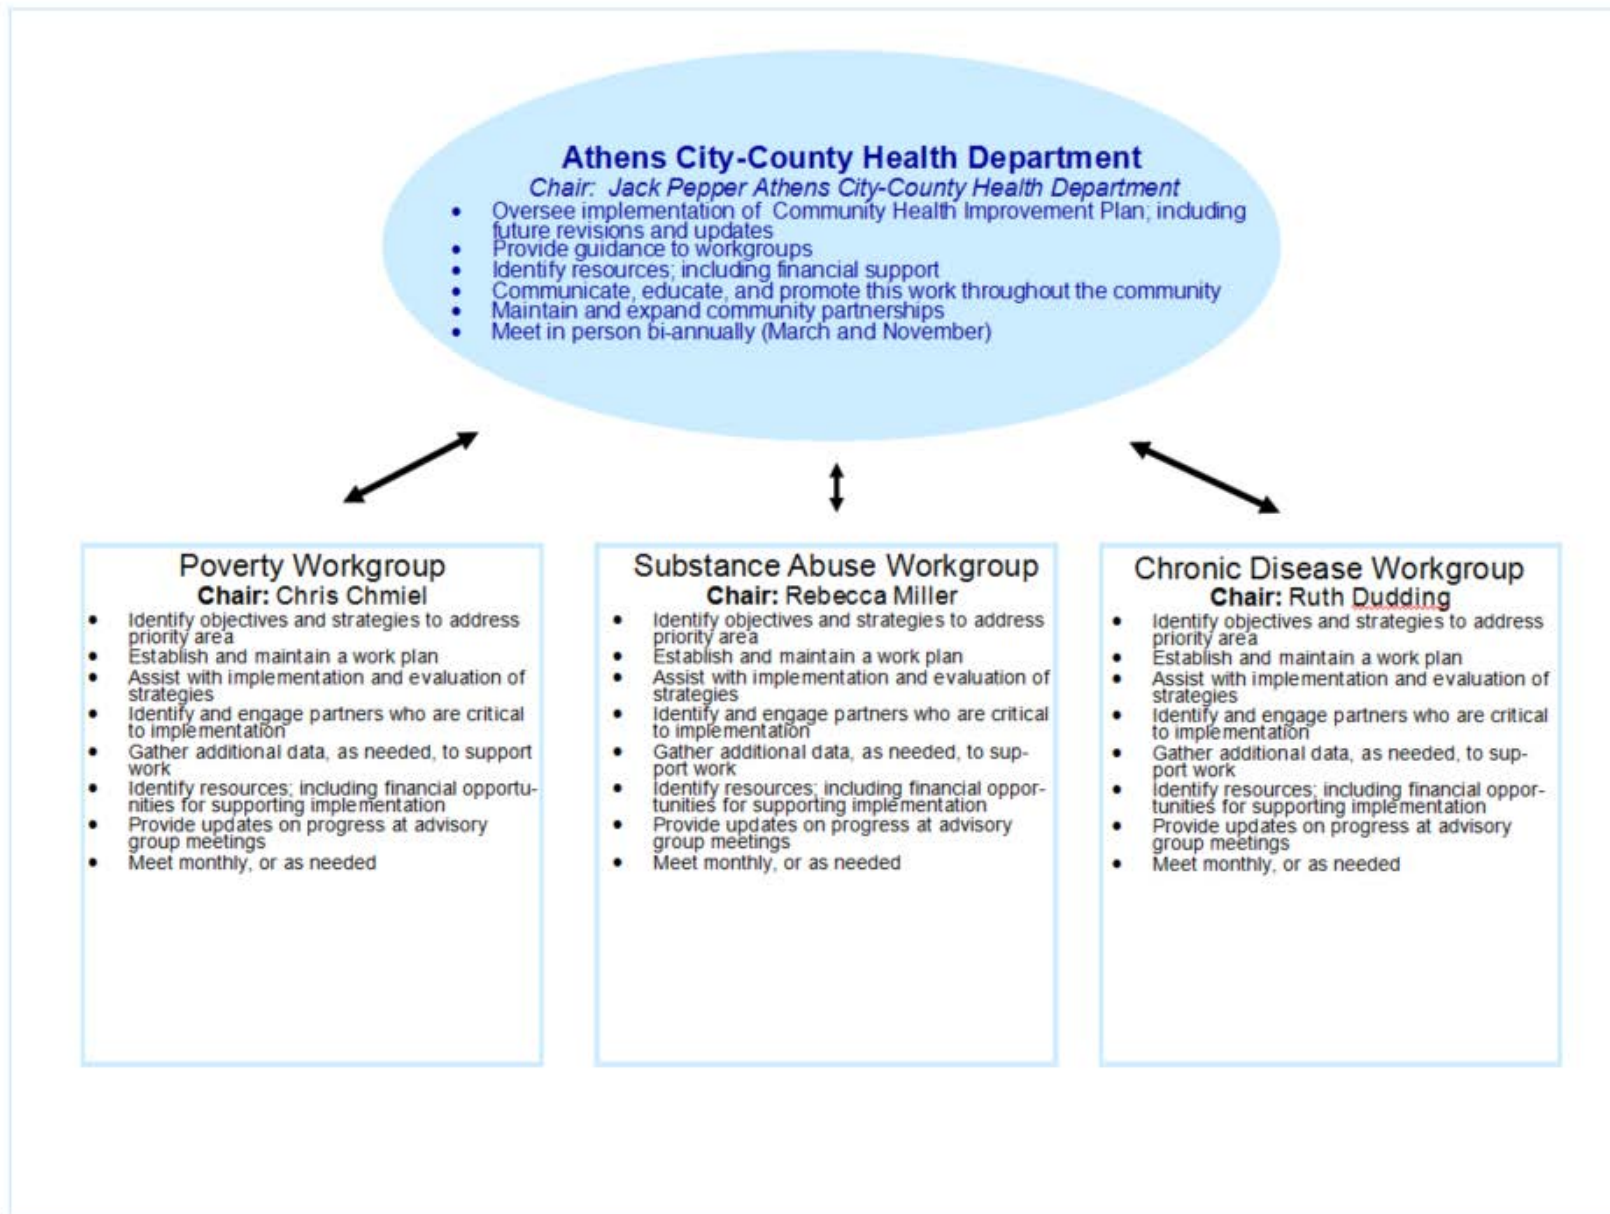 Athens City-County Health Department
Chair: Jack Pepper Athens City-County Health Department
• Oversee implementation of Community Health Improvement Plan; including
future revisions and updates
• Provide guidance to workgroups
• Identify resources; including financial support
• Communicate, educate, and promote this work throughout the community
• Maintain and expand community partnerships
• Meet in person bi-annually (March and November)
Poverty Workgroup
Chair: Chris Chmiel
• Identify objectives and strategies to address
priority area
• Establish and maintain a work plan
• Assist with implementation and evaluation of
strategies
• Identify and engage partners who are critical
to implementation
• Gather additional data, as needed, to support
work
• Identify resources; including financial opportu-
nities for supporting implementation
• Provide updates on progress at advisory
group meetings
• Meet monthly, or as needed
Substance Abuse Workgroup
Chair: Rebecca Miller
• Identify objectives and strategies to address
priority area
• Establish and maintain a work plan
• Assist with implementation and evaluation of
strategies
• Identify and engage partners who are critical
to implementation
• Gather additional data, as needed, to sup-
port work
• Identify resources; including financial oppor-
tunities for supporting implementation
• Provide updates on progress at advisory
group meetings
• Meet monthly, or as needed
Chronic Disease Workgroup
Chair: Ruth Dudding
• Identify objectives and strategies to address
priority area
• Establish and maintain a work plan
• Assist with implementation and evaluation of
strategies
• Identify and engage partners who are critical
to implementation
• Gather additional data, as needed, to sup-
port work
• Identify resources; including financial oppor-
tunities for supporting implementation
• Provide updates on progress at advisory
group meetings
• Meet monthly, or as needed